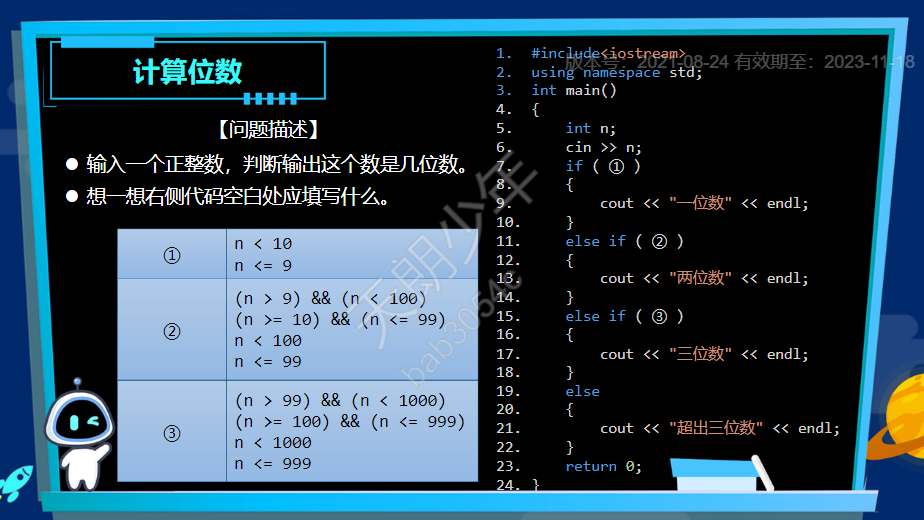 计算位数
【问题描述】
● 输入一个正整数，判断输出这个数是几位数。
● 想一想右侧代码空白处应填写什么。
①
n < 10
n <= 9
②
(n > 9) && (n < 100)
(n >= 10) && (n <= 99)
n < 100
n <= 99
③
(n > 99) && (n < 1000)
(n >= 100) && (n <= 999)
n < 1000
n <= 999
版本号：2021-08-24 有效期至：2023-11-18
1. #include<iostream>
2. using namespace std;
3. int main()
4. {
5. int n;
6. cin >> n;
7. if ( ① )
8. {
9. cout << "一位数" << endl;
10. }
11. else if ( ② )
12. {
13. cout << "两位数" << endl;
14. }
15. else if ( ③ )
16. {
17. cout << "三位数" << endl;
18. }
19. else
20. {
21. cout << "超出三位数" << endl;
22. }
23. return 0;
24. }
天朗少年
bab3054c